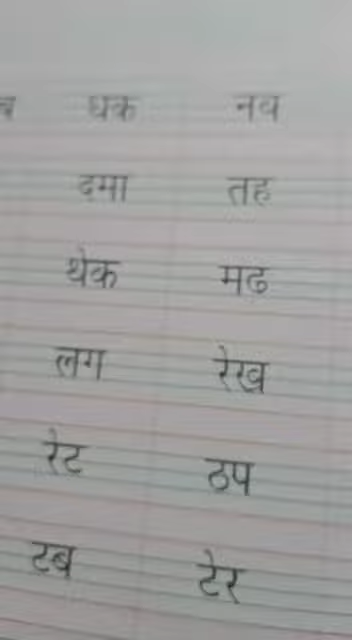 धक नव
दमा तह
थेक मढ
लग रेख
रेट ठप
टब टेर